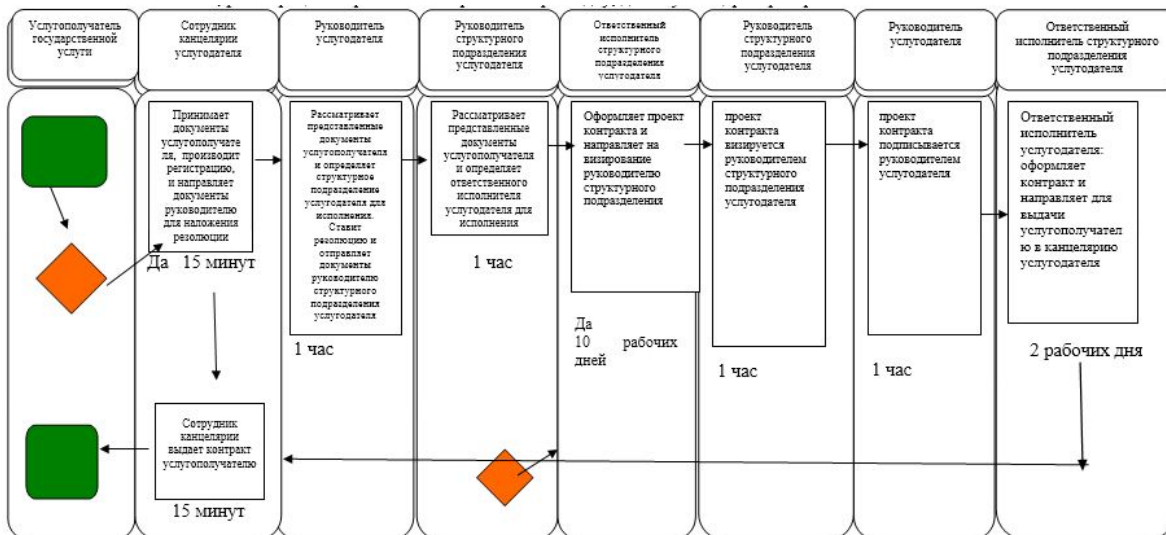 Услугополучатель
государственной
услуги
Сотрудник
канцелярии
услугодателя
Руководитель
услугодателя
Руководитель
структурного
подразделения
услугодателя
Ответственный
исполнитель
структурного
подразделения
услугодателя
Руководитель
структурного
подразделения
услугодателя
Руководитель
услугодателя
Ответственный
исполнитель структурного
подразделения
услугодателя
Принимает
документы
услугополучате
ля, производит
регистрацию,
и направляет
документы
руководителю
для наложения
резолюции
Да 15 минут
Рассматривает
представленные
документы
услугополучателя
и определяет
структурное
подразделение
услугодателя для
исполнения.
Ставит
резолюцию и
отправляет
документы
руководителю
структурного
подразделения
услугодателя
1 час
Рассматривает
представленные
документы
услугополучателя
и определяет
ответственного
исполнителя
услугодателя для
исполнения
1 час
Оформляет проект
контракта и
направляет на
визирование
руководителю
структурного
подразделения
Да
10 рабочих
дней
проект
контракта
визируется
руководителем
структурного
подразделения
услугодателя
1 час
проект
контракта
подписывается
руководителем
услугодателя
1 час
Ответственный
исполнитель
услугодателя:
оформляет
контракт и
направляет для
выдачи
услугополучател
ю в канцелярию
услугодателя
2 рабочих дня
Сотрудник
канцелярии
выдает контракт
услугополучателю
15 минут